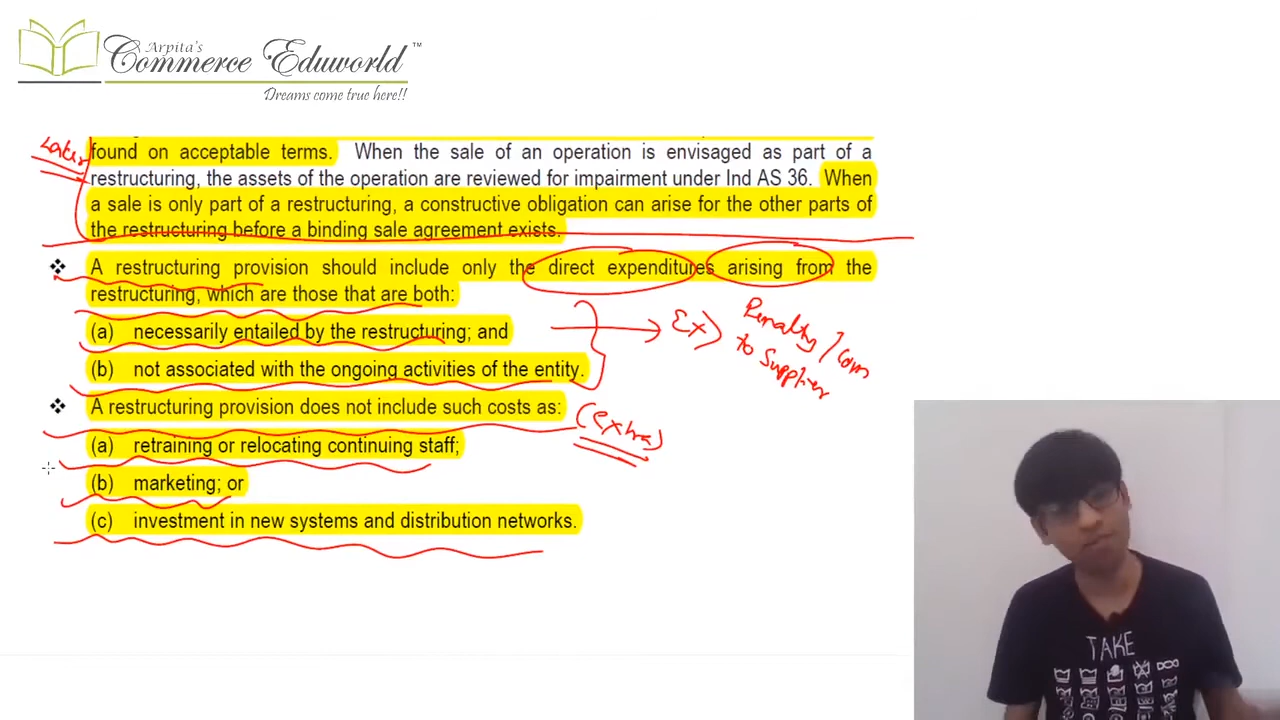 Arpita's
Commerce Eduworld™
Dreams come true here!!
Later
found on acceptable terms. When the sale of an operation is envisaged as part of a
restructuring, the assets of the operation are reviewed for impairment under Ind AS 36. When
a sale is only part of a restructuring, a constructive obligation can arise for the other parts of
the restructuring before a binding sale agreement exists.
❖ A restructuring provision should include only the direct expenditures arising from the
restructuring, which are those that are both:
(a) necessarily entailed by the restructuring; and
(b) not associated with the ongoing activities of the entity.
Ex) Penalty / Com
to Supplier
❖ A restructuring provision does not include such costs as:
(extra)
(a) retraining or relocating continuing staff;
(b) marketing; or
(c) investment in new systems and distribution networks.
TAKE